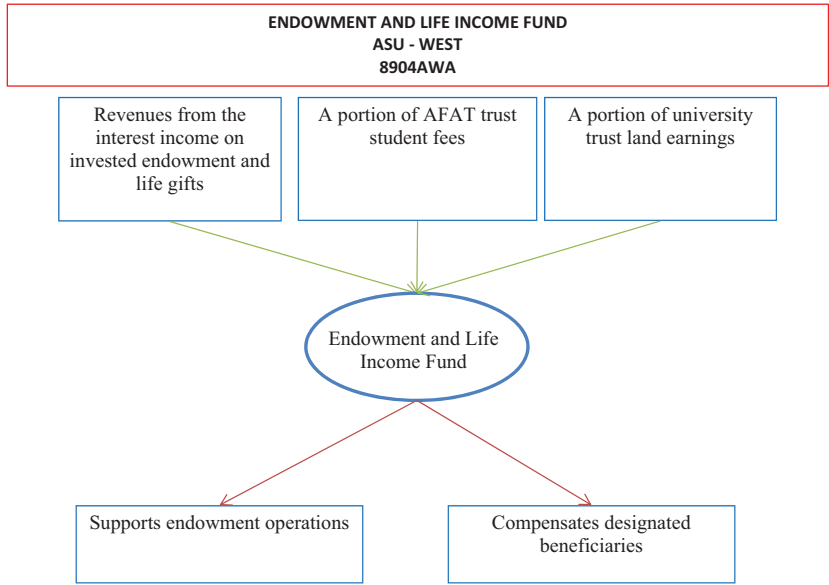 ENDOWMENT AND LIFE INCOME FUND
ASU - WEST
8904AWA
Revenues from the
interest income on
invested endowment and
life gifts
A portion of AFAT trust
student fees
A portion of university
trust land earnings
Endowment and Life
Income Fund
Supports endowment operations
Compensates designated
beneficiaries